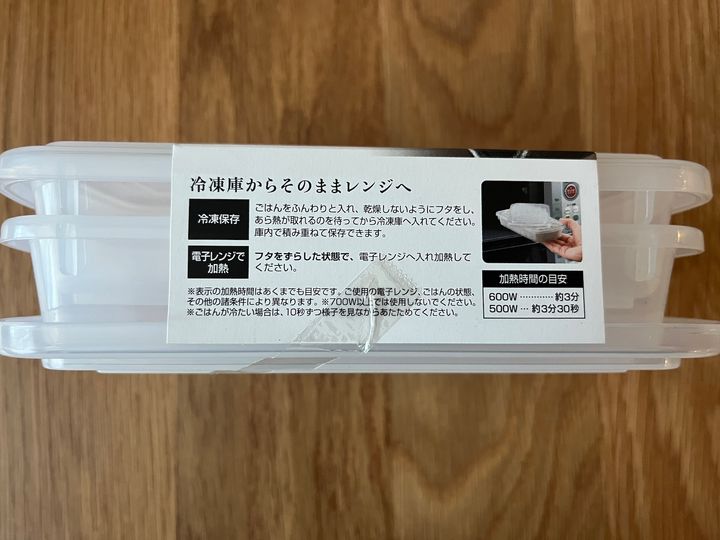 冷凍庫からそのままレンジへ
冷凍保存
ごはんをふんわりと入れ、乾燥しないようにフタをし、
あら熱が取れるのを待ってから冷凍庫へ入れてください。
庫内で積み重ねて保存できます。
電子レンジで
加熱
フタをずらした状態で、電子レンジへ入れ加熱して
ください。
※表示の加熱時間はあくまでも目安です。ご使用の電子レンジ、ごはんの状態、
その他の諸条件により異なります。※700W以上では使用しないでください。
※ごはんが冷たい場合は、10秒ずつ様子を見ながらあたためてください。
加熱時間の目安
600W ………… 約3分
500W … 約3分30秒